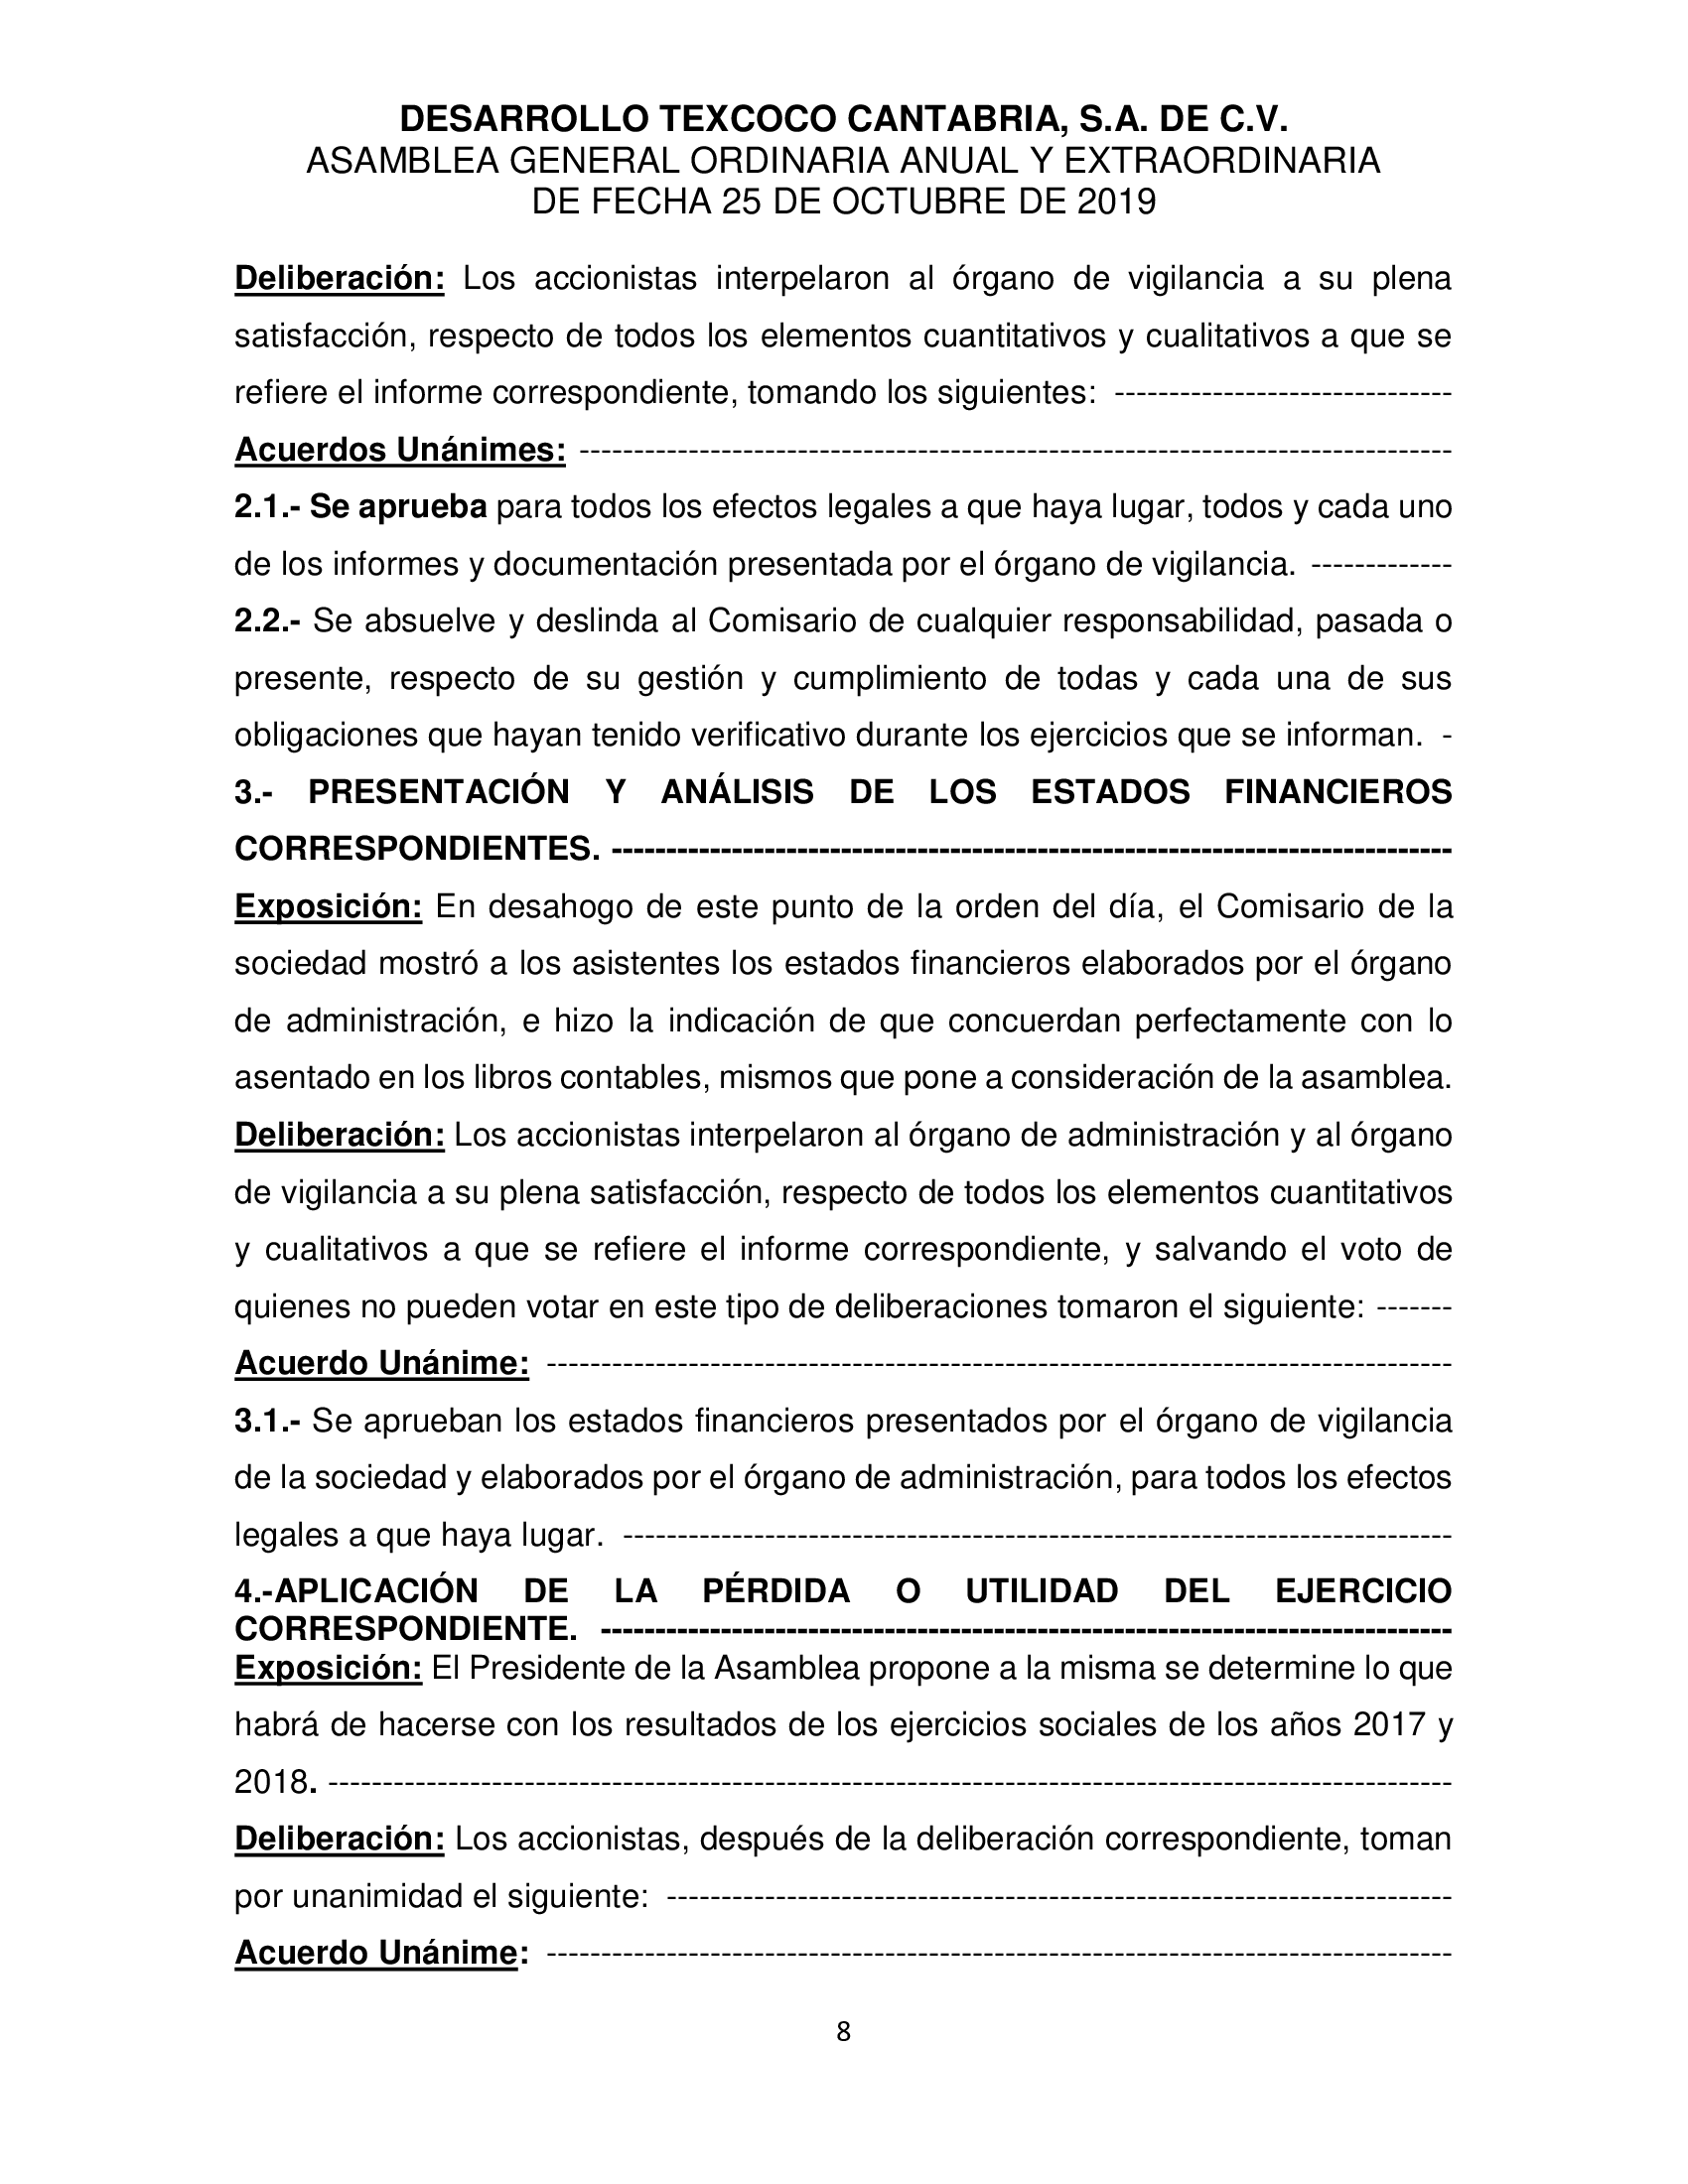 DESARROLLO TEXCOCO CANTABRIA, S.A. DE C.V.
ASAMBLEA GENERAL ORDINARIA ANUAL Y EXTRAORDINARIA
DE FECHA 25 DE OCTUBRE DE 2019
Deliberación: Los accionistas interpelaron al órgano de vigilancia a su plena
satisfacción, respecto de todos los elementos cuantitativos y cualitativos a que se
refiere el informe correspondiente, tomando los siguientes: -------------------------------
Acuerdos Unánimes: --------------------------------------------------------------------------------
2.1.- Se aprueba para todos los efectos legales a que haya lugar, todos y cada uno
de los informes y documentación presentada por el órgano de vigilancia. -------------
2.2.- Se absuelve y deslinda al Comisario de cualquier responsabilidad, pasada o
presente, respecto de su gestión y cumplimiento de todas y cada una de sus
obligaciones que hayan tenido verificativo durante los ejercicios que se informan. -
3.- PRESENTACIÓN Y ANÁLISIS DE LOS ESTADOS FINANCIEROS
CORRESPONDIENTES. -----------------------------------------------------------------------------
Exposición: En desahogo de este punto de la orden del día, el Comisario de la
sociedad mostró a los asistentes los estados financieros elaborados por el órgano
de administración, e hizo la indicación de que concuerdan perfectamente con lo
asentado en los libros contables, mismos que pone a consideración de la asamblea.
Deliberación: Los accionistas interpelaron al órgano de administración y al órgano
de vigilancia a su plena satisfacción, respecto de todos los elementos cuantitativos
y cualitativos a que se refiere el informe correspondiente, y salvando el voto de
quienes no pueden votar en este tipo de deliberaciones tomaron el siguiente: -------
Acuerdo Unánime: -----------------------------------------------------------------------------------
3.1.- Se aprueban los estados financieros presentados por el órgano de vigilancia
de la sociedad y elaborados por el órgano de administración, para todos los efectos
legales a que haya lugar. ----------------------------------------------------------------------------
4.-APLICACIÓN DE LA PÉRDIDA O UTILIDAD DEL EJERCICIO
CORRESPONDIENTE. ------------------------------------------------------------------------------
Exposición: El Presidente de la Asamblea propone a la misma se determine lo que
habrá de hacerse con los resultados de los ejercicios sociales de los años 2017 y
2018. -------------------------------------------------------------------------------------------------------
Deliberación: Los accionistas, después de la deliberación correspondiente, toman
por unanimidad el siguiente: ------------------------------------------------------------------------
Acuerdo Unánime: -----------------------------------------------------------------------------------
8